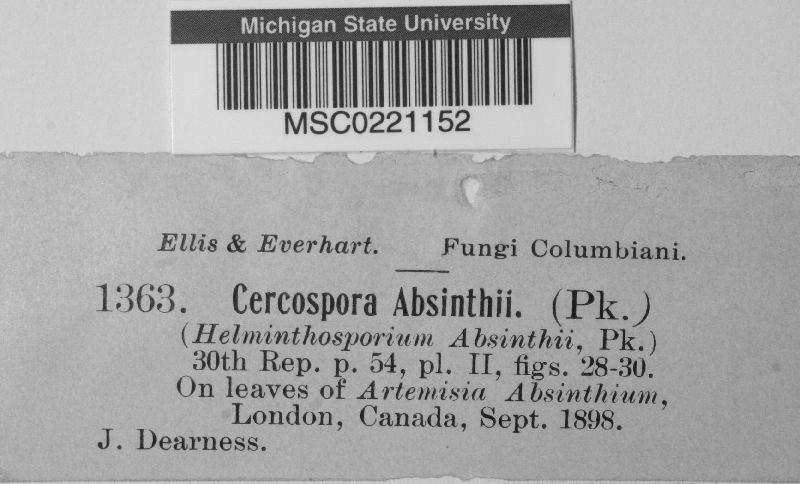 Michigan State University
MSC0221152
Ellis & Everhart. Fungi Columbiani.
1363. Cercospora Absinthii. (Pk.)
(Helminthosporium Absinthii, Pk.)
30th Rep. p. 54, pl. II, figs. 28-30.
On leaves of Artemisia Absinthium,
London, Canada, Sept. 1898.
J. Dearness.